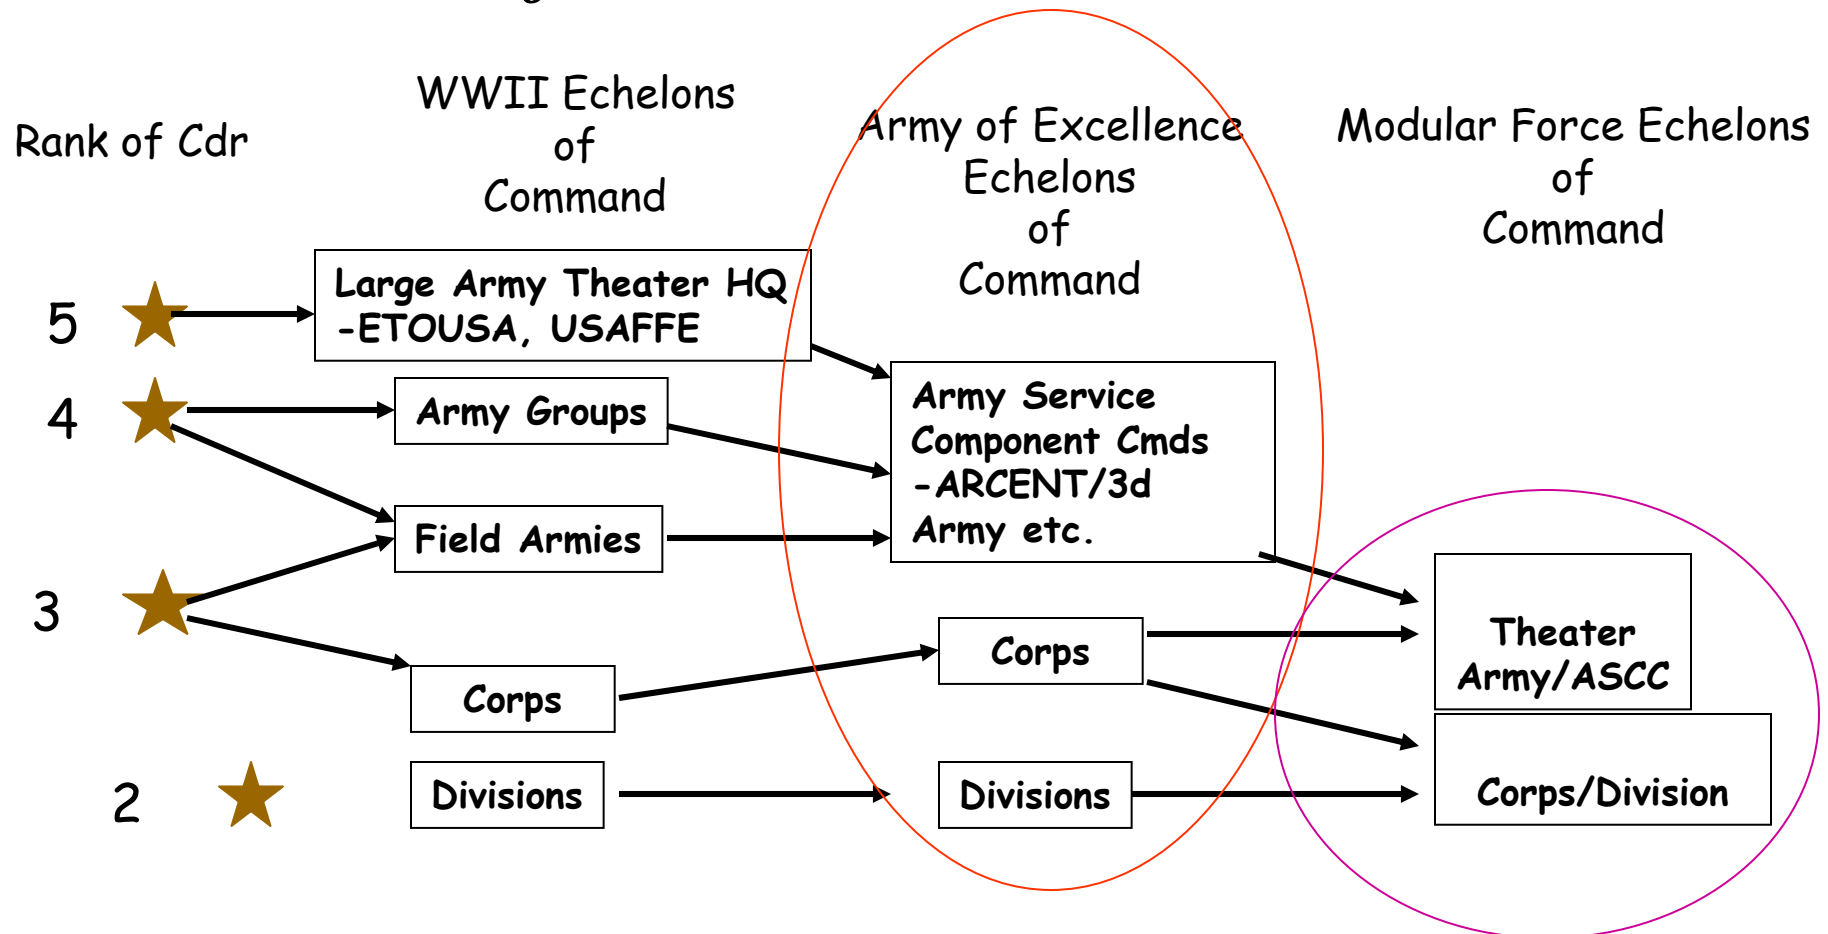 Rank of Cdr
WWII Echelons
of
Command
Army of Excellence
Echelons
of
Command
Modular Force Echelons
of
Command
5
Large Army Theater HQ
-ETOUSA, USAFFE
4
Army Groups
Army Service
Component Cmds
-ARCENT/3d
Army etc.
Field Armies
3
Corps
Corps
Theater
Army/ASCC
2
Divisions
Divisions
Corps/Division